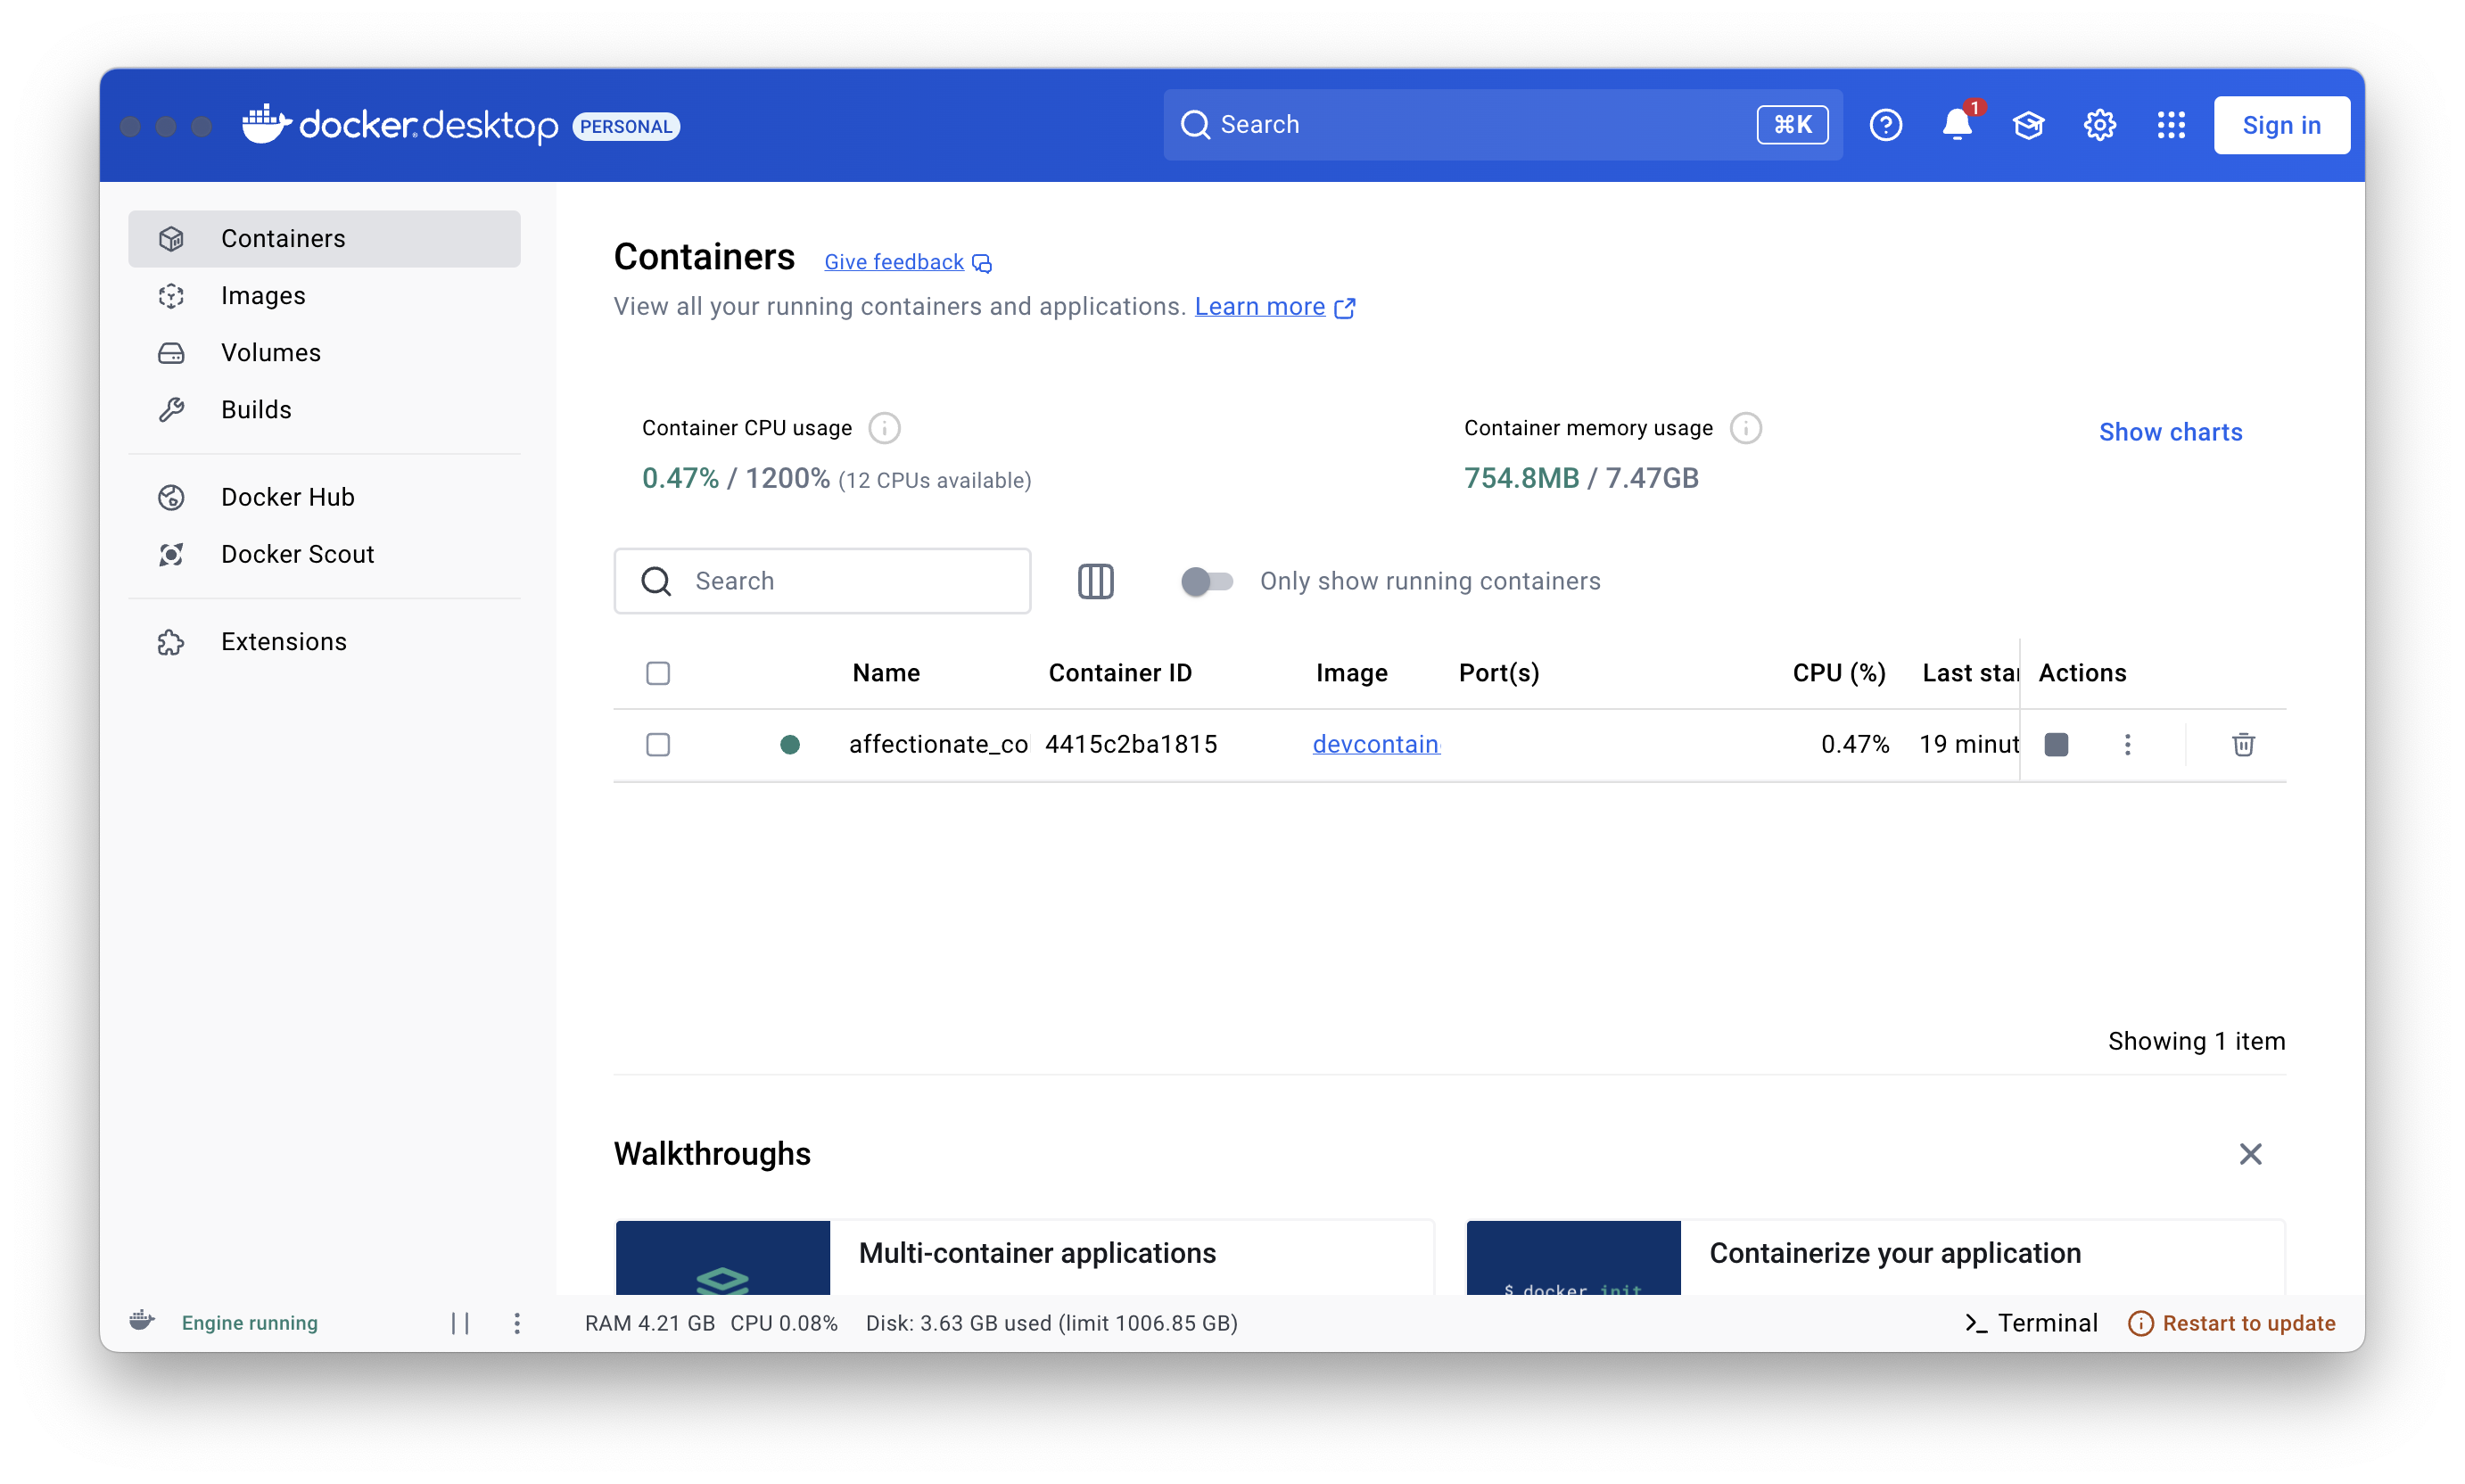 docker desktop PERSONAL
Search ⌘K
1
Sign in
Containers
Images
Volumes
Builds
Docker Hub
Docker Scout
Extensions
Containers Give feedback
View all your running containers and applications. Learn more
Container CPU usage
0.47% / 1200% (12 CPUs available)
Container memory usage
754.8MB / 7.47GB
Show charts
Search
Only show running containers
Name Container ID Image Port(s) CPU (%) Last star Actions
affectionate_co 4415c2ba1815 devcontain 0.47% 19 minut
Showing 1 item
Walkthroughs
Multi-container applications
Containerize your application
$ docker init
Engine running
RAM 4.21 GB CPU 0.08% Disk: 3.63 GB used (limit 1006.85 GB)
>_ Terminal
Restart to update